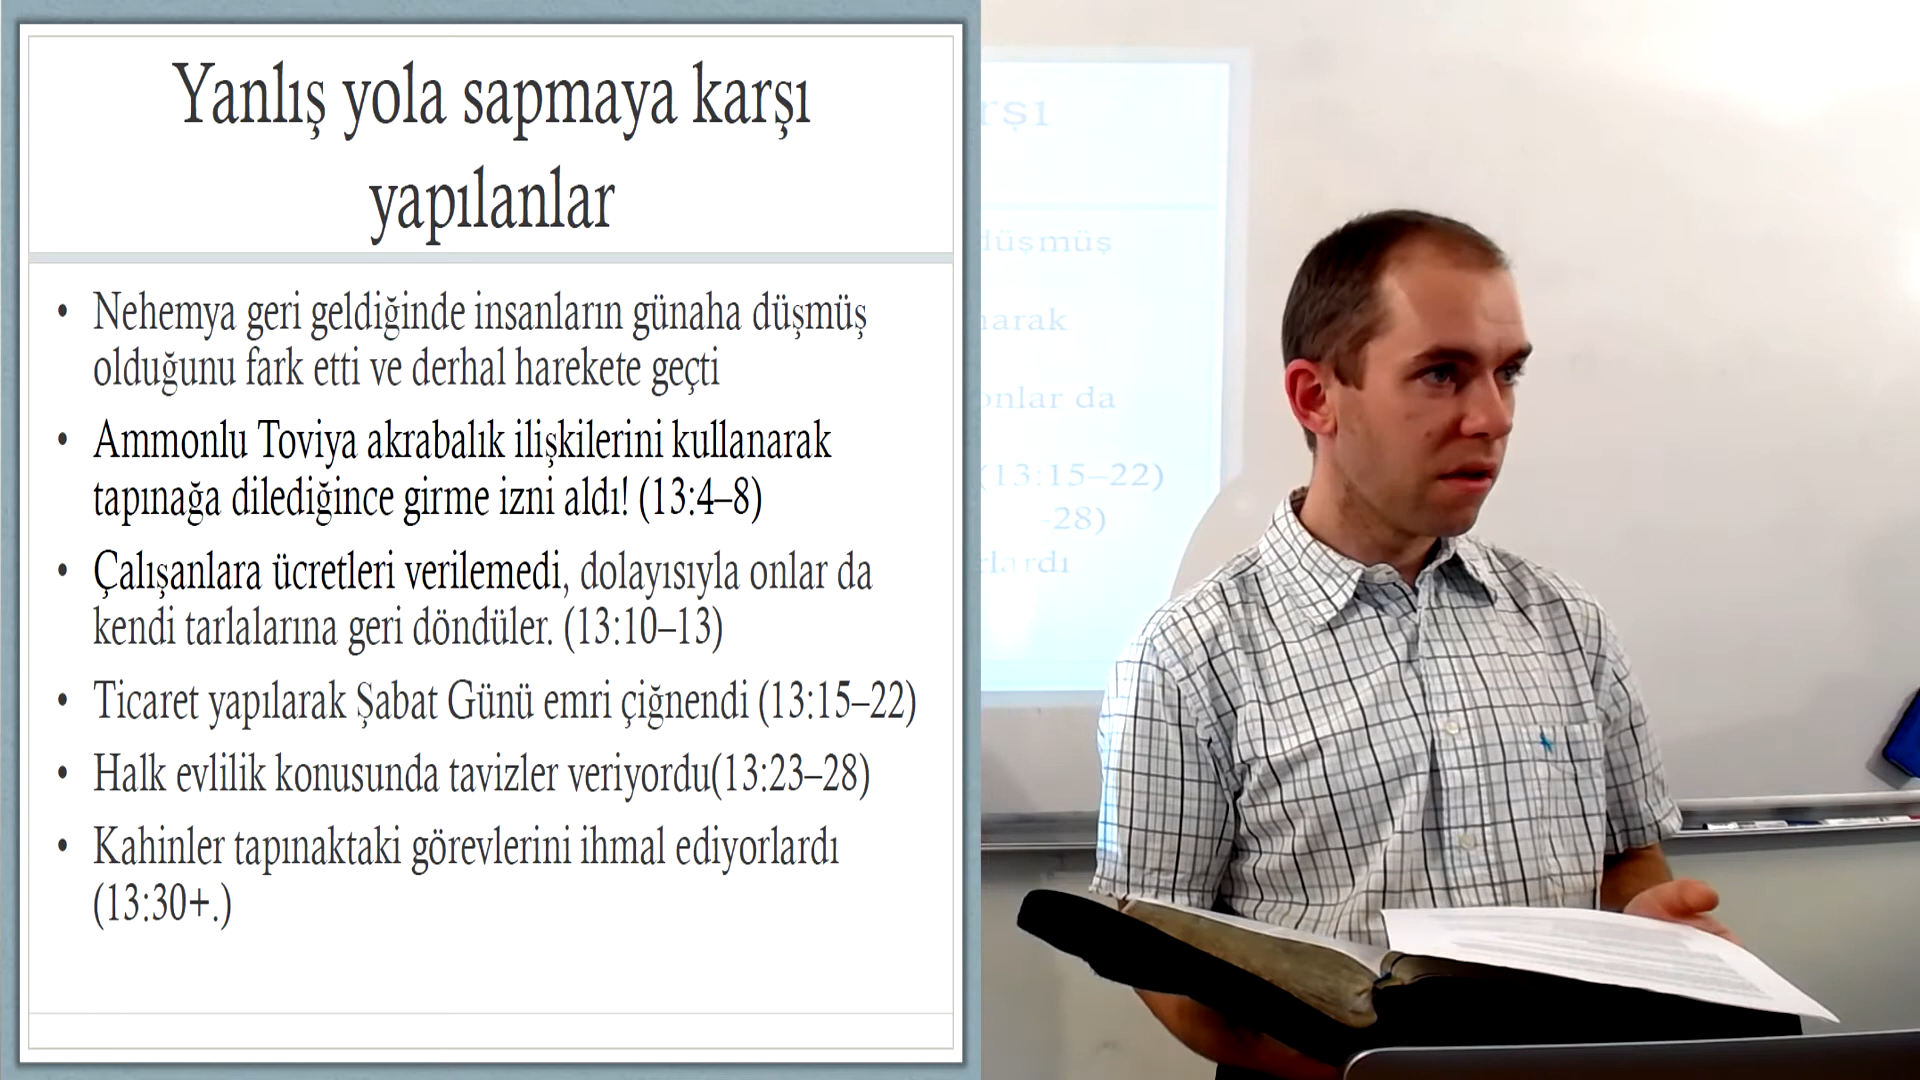 Yanlış yola sapmaya karşı
yapılanlar
• Nehemya geri geldiğinde insanların günaha düşmüş
olduğunu fark etti ve derhal harekete geçti
• Ammonlu Toviya akrabalık ilişkilerini kullanarak
tapınağa dilediğince girme izni aldı! (13:4–8)
• Çalışanlara ücretleri verilemedi, dolayısıyla onlar da
kendi tarlalarına geri döndüler. (13:10–13)
• Ticaret yapılarak Şabat Günü emri çiğnendi (13:15–22)
• Halk evlilik konusunda tavizler veriyordu(13:23–28)
• Kahinler tapınaktaki görevlerini ihmal ediyorlardı
(13:30+.)
rşı
düşmüş
narak
onlar da
(13:15–22)
-28)
rlardı